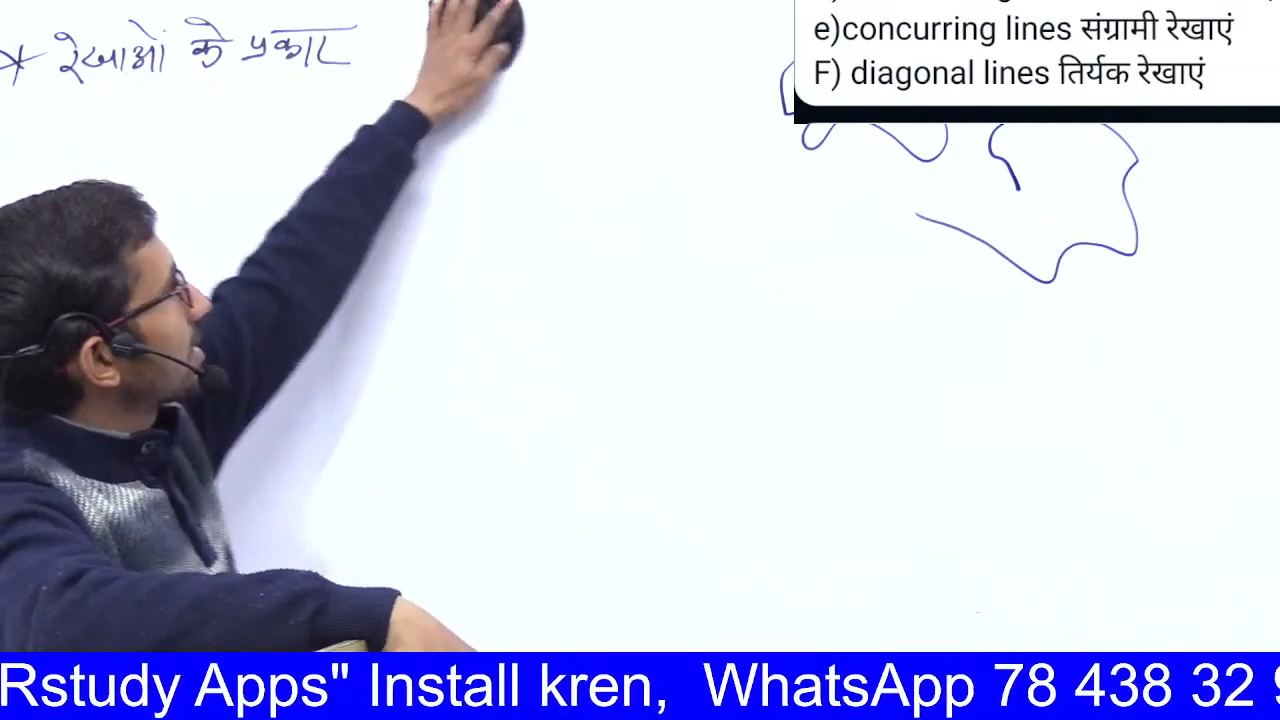 * रेखाओं के प्रकार
e)concurring lines संग्रामी रेखाएं
F) diagonal lines तिर्यक रेखाएं
Rstudy Apps" Install kren, WhatsApp 78 438 32